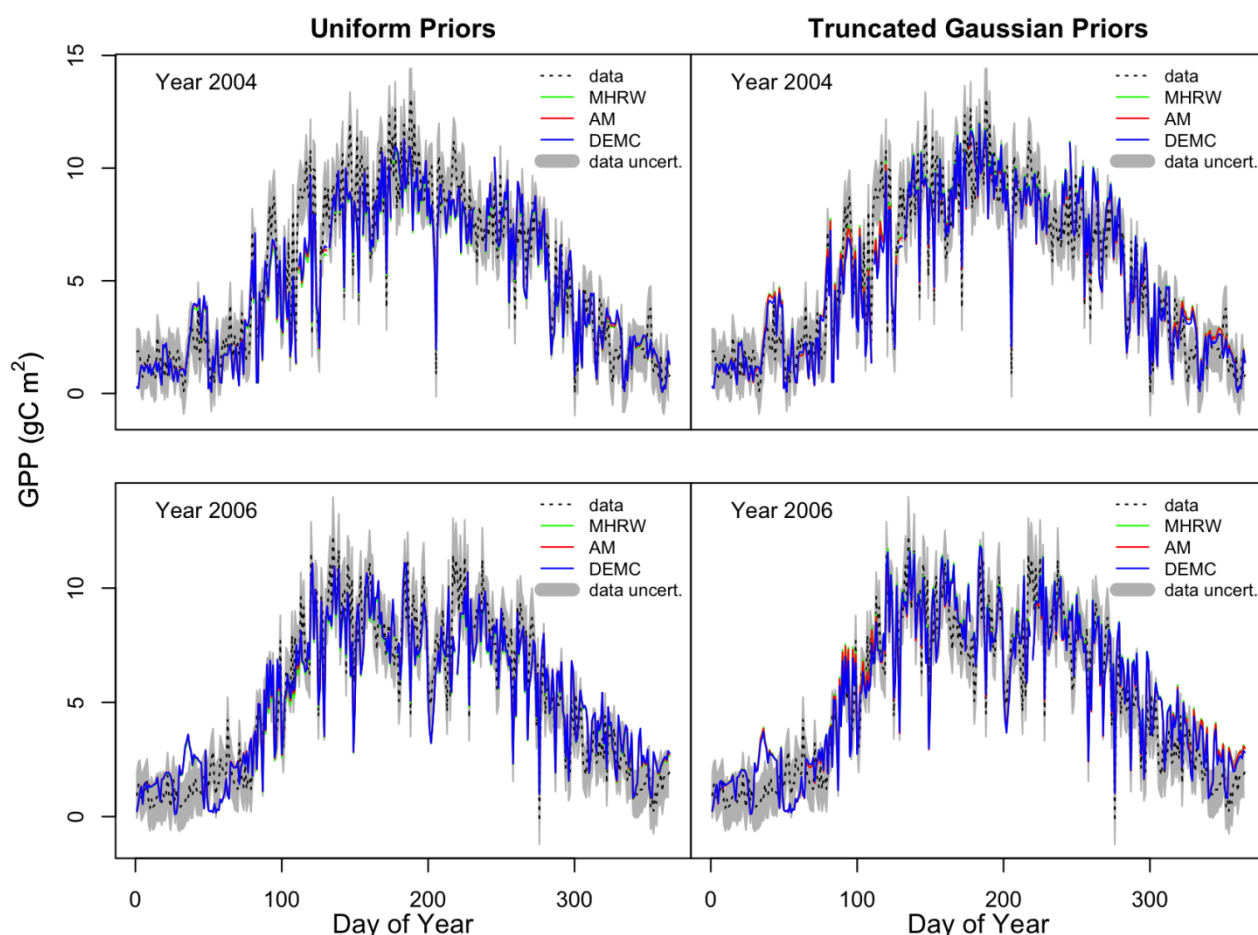 Uniform Priors
Truncated Gaussian Priors
GPP (gC m²)
15
10
5
0
Year 2004
data
MHRW
AM
DEMC
data uncert.
Year 2004
data
MHRW
AM
DEMC
data uncert.
10
5
0
Year 2006
data
MHRW
AM
DEMC
data uncert.
Year 2006
data
MHRW
AM
DEMC
data uncert.
0 100 200 300
0 100 200 300
Day of Year
Day of Year